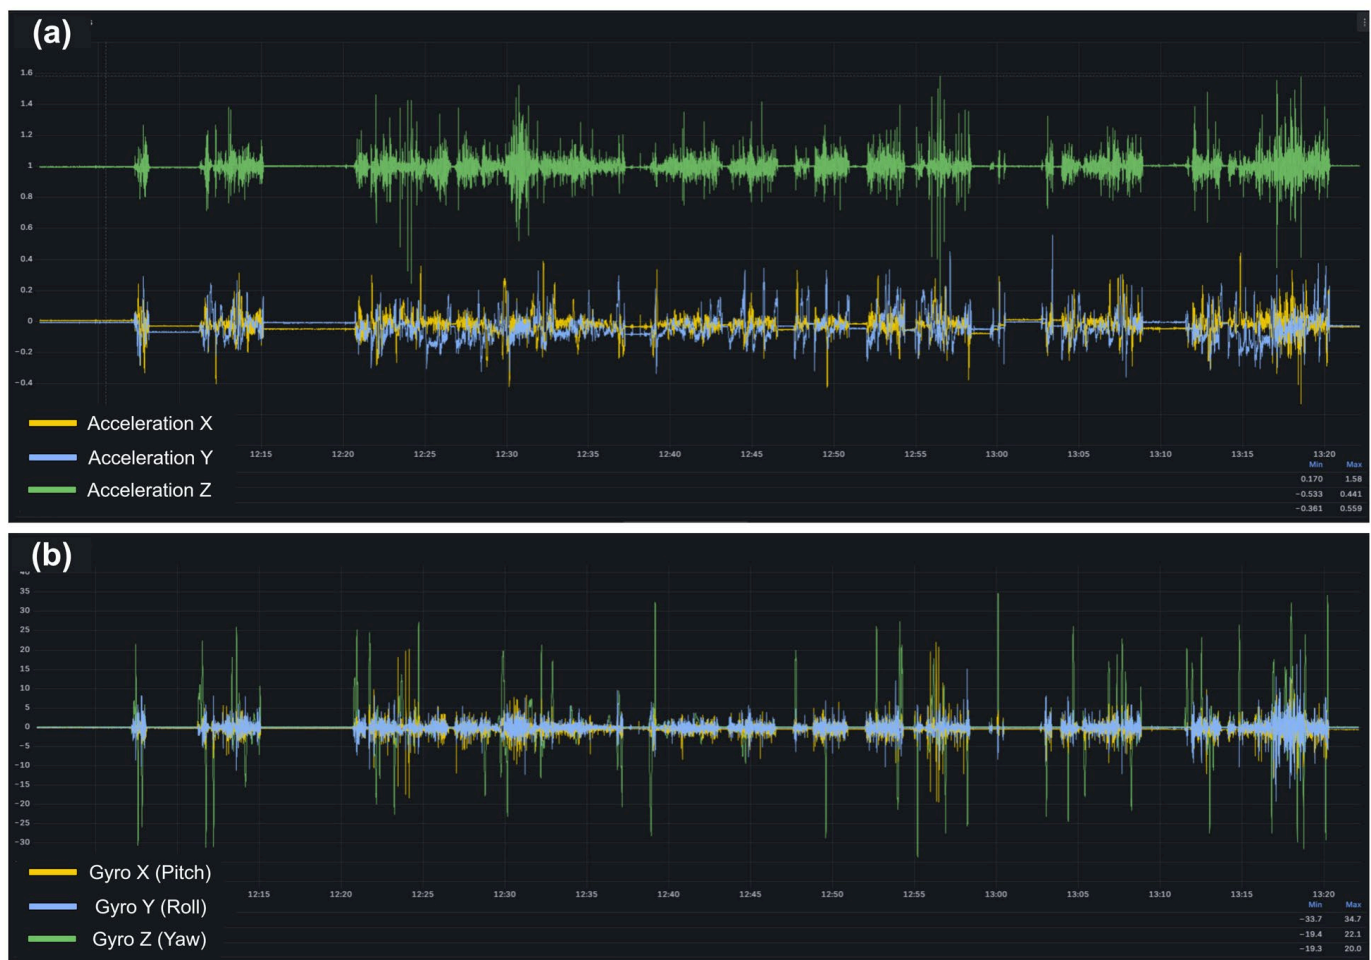 (a)
s
1.6
1.4
1.2
1
0.8
0.6
0.4
0.2
0
−0.2
−0.4
Acceleration X
Acceleration Y
Acceleration Z
12:15 12:20 12:25 12:30 12:35 12:40 12:45 12:50 12:55 13:00 13:05 13:10 13:15 13:20
Min Max
0.170 1.58
−0.533 0.441
−0.361 0.559
(b)
40
35
30
25
20
15
10
5
0
−5
−10
−15
−20
−25
−30
Gyro X (Pitch)
Gyro Y (Roll)
Gyro Z (Yaw)
12:15 12:20 12:25 12:30 12:35 12:40 12:45 12:50 12:55 13:00 13:05 13:10 13:15 13:20
Min Max
−33.7 34.7
−19.4 22.1
−19.3 20.0